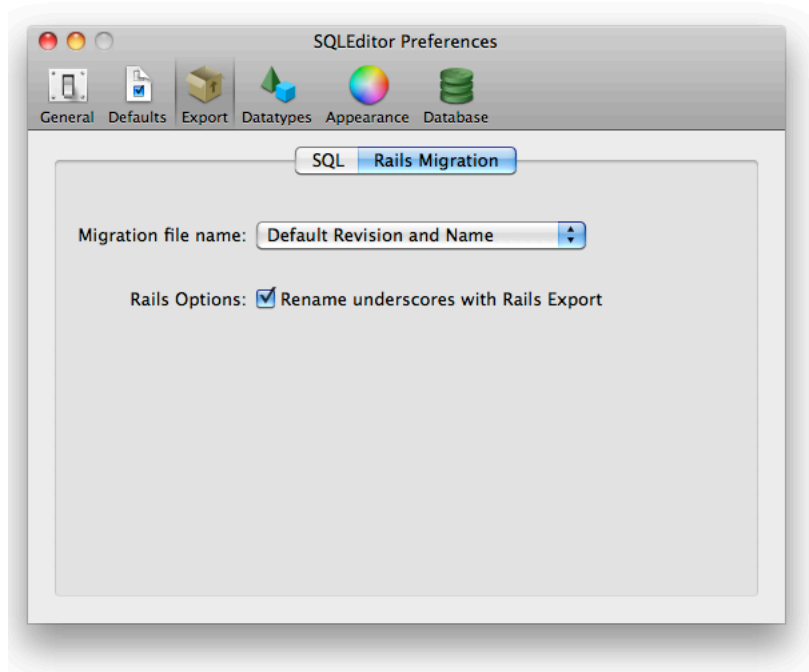 SQLEditor Preferences
General Defaults Export Datatypes Appearance Database
SQL Rails Migration
Migration file name: Default Revision and Name
Rails Options: Rename underscores with Rails Export